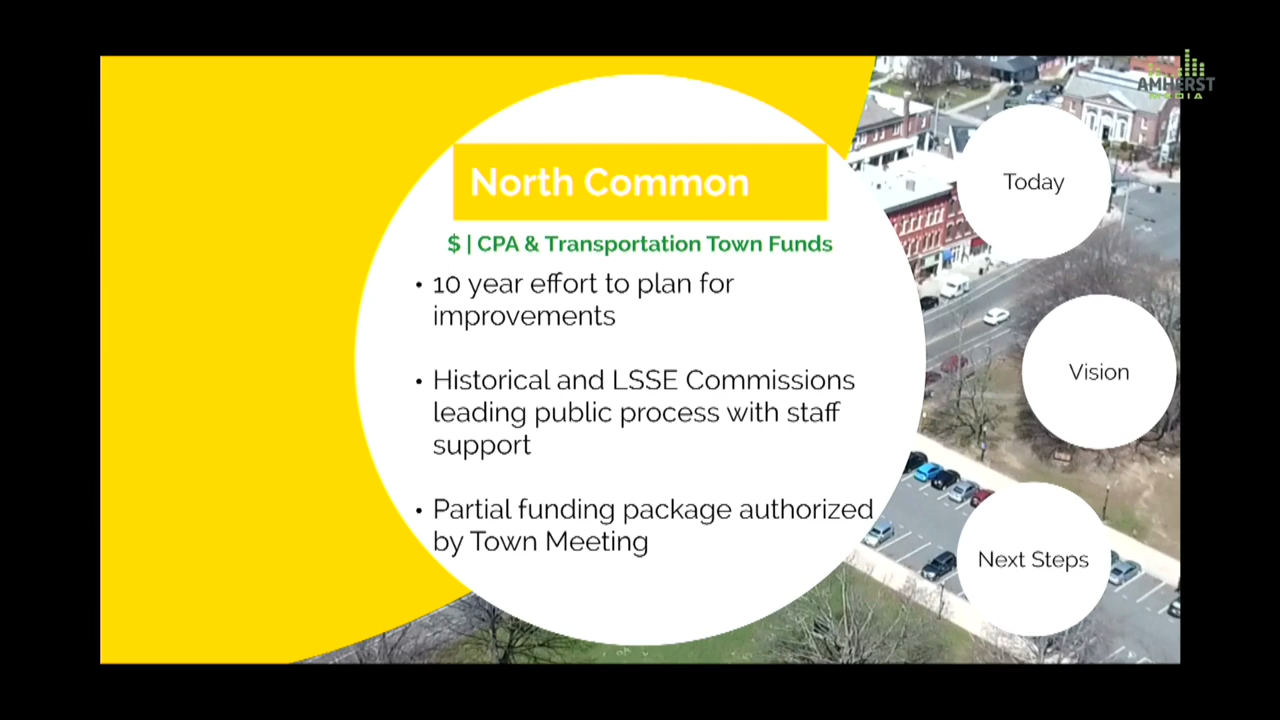 AMHERST
MEDIA
North Common
$ | CPA & Transportation Town Funds
• 10 year effort to plan for
improvements
• Historical and LSSE Commissions
leading public process with staff
support
• Partial funding package authorized
by Town Meeting
Today
Vision
Next Steps